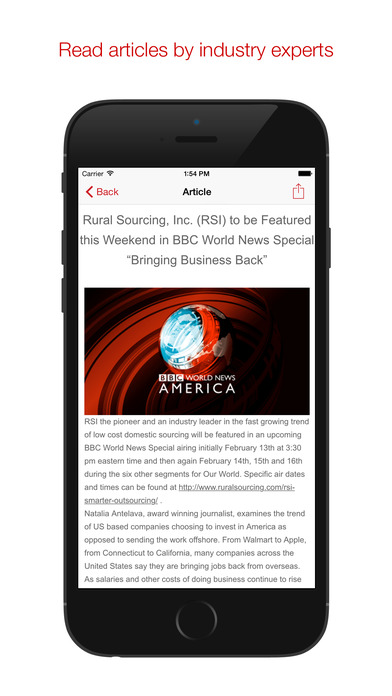 Read articles by industry experts
Carrier 1:54 PM
Back Article
Rural Sourcing, Inc. (RSI) to be Featured
this Weekend in BBC World News Special
“Bringing Business Back”
BBC WORLD NEWS
AMERICA
RSI the pioneer and an industry leader in the fast growing trend
of low cost domestic sourcing will be featured in an upcoming
BBC World News Special airing initially February 13th at 3:30
pm eastern time and then again February 14th, 15th and 16th
during the six other segments for Our World. Specific air dates
and times can be found at http://www.ruralsourcing.com/rsi-
smarter-outsourcing/ .
Natalia Antelava, award winning journalist, examines the trend
of US based companies choosing to invest in America as
opposed to sending the work offshore. From Walmart to Apple,
from Connecticut to California, many companies across the
United States say they are bringing jobs back from overseas.
As salaries and other costs of doing business continue to rise